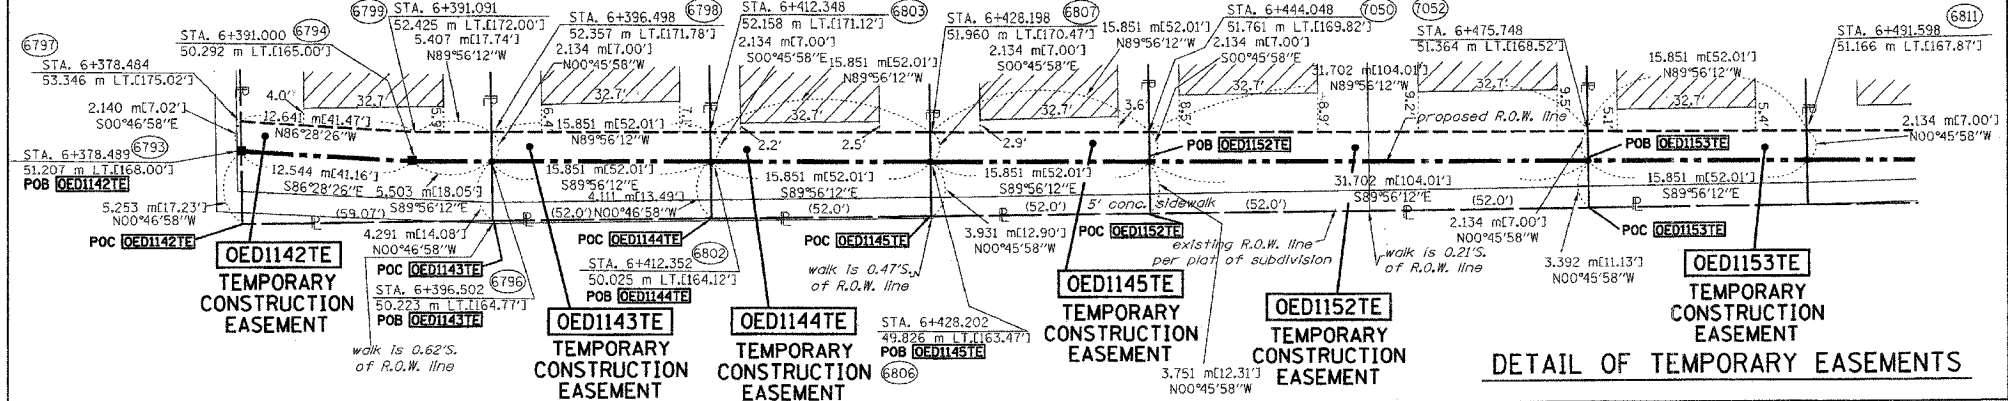 6797
STA. 6+378.484
53.346 m LT.[175.02']
STA. 6+391.000
6794
50.292 m LT.[165.00']
6799
STA. 6+391.091
52.425 m LT.[172.00']
5.407 m[17.74']
N89°56'12"W
STA. 6+396.498
6798
52.357 m LT.[171.78']
2.134 m[7.00']
N00°45'58"W
STA. 6+412.348
6803
52.158 m LT.[171.12']
2.134 m[7.00']
S00°45'58"E
15.851 m[52.01']
N89°56'12"W
STA. 6+428.198
6807
51.960 m LT.[170.47']
2.134 m[7.00']
S00°45'58"E
15.851 m[52.01']
N89°56'12"W
STA. 6+444.048
7050
51.761 m LT.[169.82']
2.134 m[7.00']
S00°45'58"E
31.702 m[104.01']
N89°56'12"W
7052
STA. 6+475.748
51.364 m LT.[168.52']
15.851 m[52.01']
N89°56'12"W
6811
STA. 6+491.598
51.166 m LT.[167.87']
2.140 m[7.02']
S00°46'58"E
4.0'
32.7'
5.9'
6.4'
32.7'
32.7'
32.7'
3.6'
8.5'
32.7'
8.9'
9.2'
32.7'
9.5'
5.1'
32.7'
5.4'
12.641 m[41.47']
N86°28'26"W
15.851 m[52.01']
N89°56'12"W
2.2'
2.5'
2.9'
proposed R.O.W. line
2.134 m[7.00']
N00°45'58"W
STA. 6+378.489
6793
51.207 m LT.[168.00']
POB OED1142TE
POB OED1152TE
POB OED1153TE
12.544 m[41.16']
S86°28'26"E
5.503 m[18.05']
S89°56'12"E
15.851 m[52.01']
S89°56'12"E
4.111 m[13.49']
N00°46'58"W
15.851 m[52.01']
S89°56'12"E
15.851 m[52.01']
S89°56'12"E
31.702 m[104.01']
S89°56'12"E
15.851 m[52.01']
S89°56'12"E
5.253 m[17.23']
N00°46'58"W
(59.07')
(52.0')
(52.0')
(52.0')
5' conc. sidewalk
(52.0')
(52.0')
POC OED1142TE
4.291 m[14.08']
N00°46'58"W
POC OED1143TE
POC OED1144TE
POC OED1145TE
3.931 m[12.90']
N00°45'58"W
POC OED1152TE
existing R.O.W. line
per plat of subdivision
walk is 0.21'S.
of R.O.W. line
2.134 m[7.00']
N00°45'58"W
POC OED1153TE
3.392 m[11.13']
N00°45'58"W
STA. 6+396.502
6796
50.223 m LT.[164.77']
POB OED1143TE
STA. 6+412.352
6802
50.025 m LT.[164.12']
POB OED1144TE
walk is 0.47'S.
of R.O.W. line
STA. 6+428.202
49.826 m LT.[163.47']
POB OED1145TE
6806
walk is 0.62'S.
of R.O.W. line
3.751 m[12.31']
N00°45'58"W
OED1142TE
TEMPORARY
CONSTRUCTION
EASEMENT
OED1143TE
TEMPORARY
CONSTRUCTION
EASEMENT
OED1144TE
TEMPORARY
CONSTRUCTION
EASEMENT
OED1145TE
TEMPORARY
CONSTRUCTION
EASEMENT
OED1152TE
TEMPORARY
CONSTRUCTION
EASEMENT
OED1153TE
TEMPORARY
CONSTRUCTION
EASEMENT
DETAIL OF TEMPORARY EASEMENTS